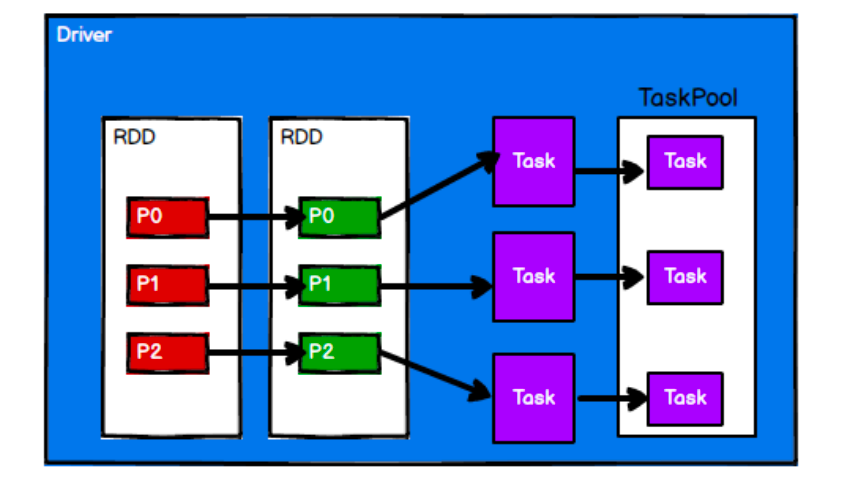 Driver
TaskPool
RDD
RDD
Task
Task
P0
P0
P1
P1
Task
Task
P2
P2
Task
Task